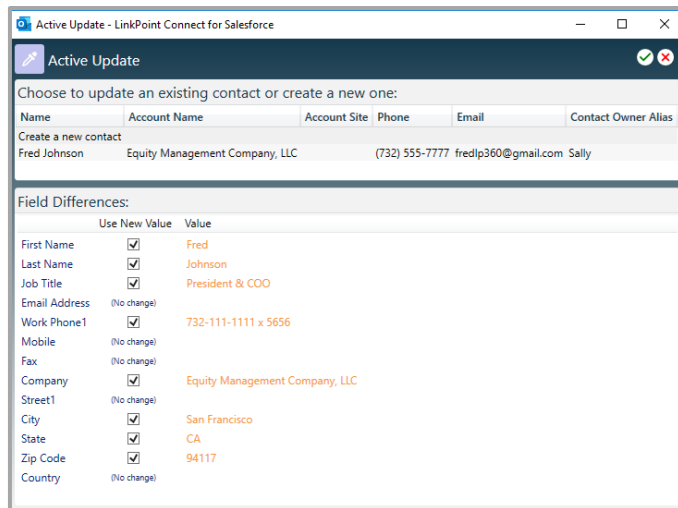 Active Update - LinkPoint Connect for Salesforce
Active Update
Choose to update an existing contact or create a new one:
Name Account Name Account Site Phone Email Contact Owner Alias
Create a new contact
Fred Johnson Equity Management Company, LLC (732) 555-7777 fredlp360@gmail.com Sally
Field Differences:
Use New Value Value
First Name Fred
Last Name Johnson
Job Title President & COO
Email Address (No change)
Work Phone1 732-111-1111 x 5656
Mobile (No change)
Fax (No change)
Company Equity Management Company, LLC
Street1 (No change)
City San Francisco
State CA
Zip Code 94117
Country (No change)